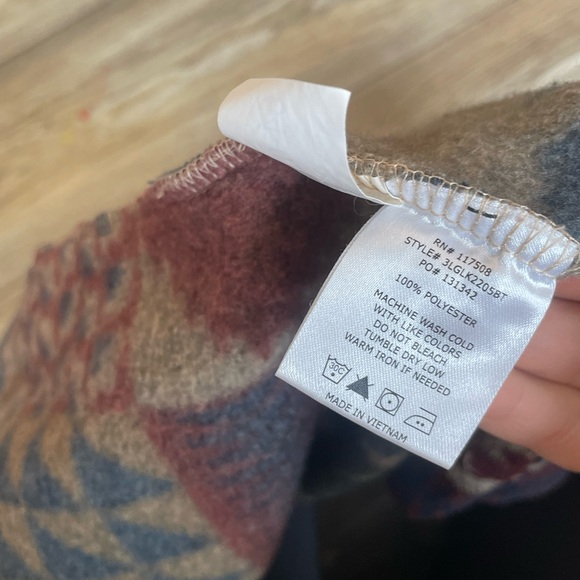 RN# 117508
STYLE# 3LGLK2205BT
PO# 131342
100% POLYESTER
MACHINE WASH COLD
WITH LIKE COLORS
DO NOT BLEACH
TUMBLE DRY LOW
WARM IRON IF NEEDED
30C
MADE IN VIETNAM